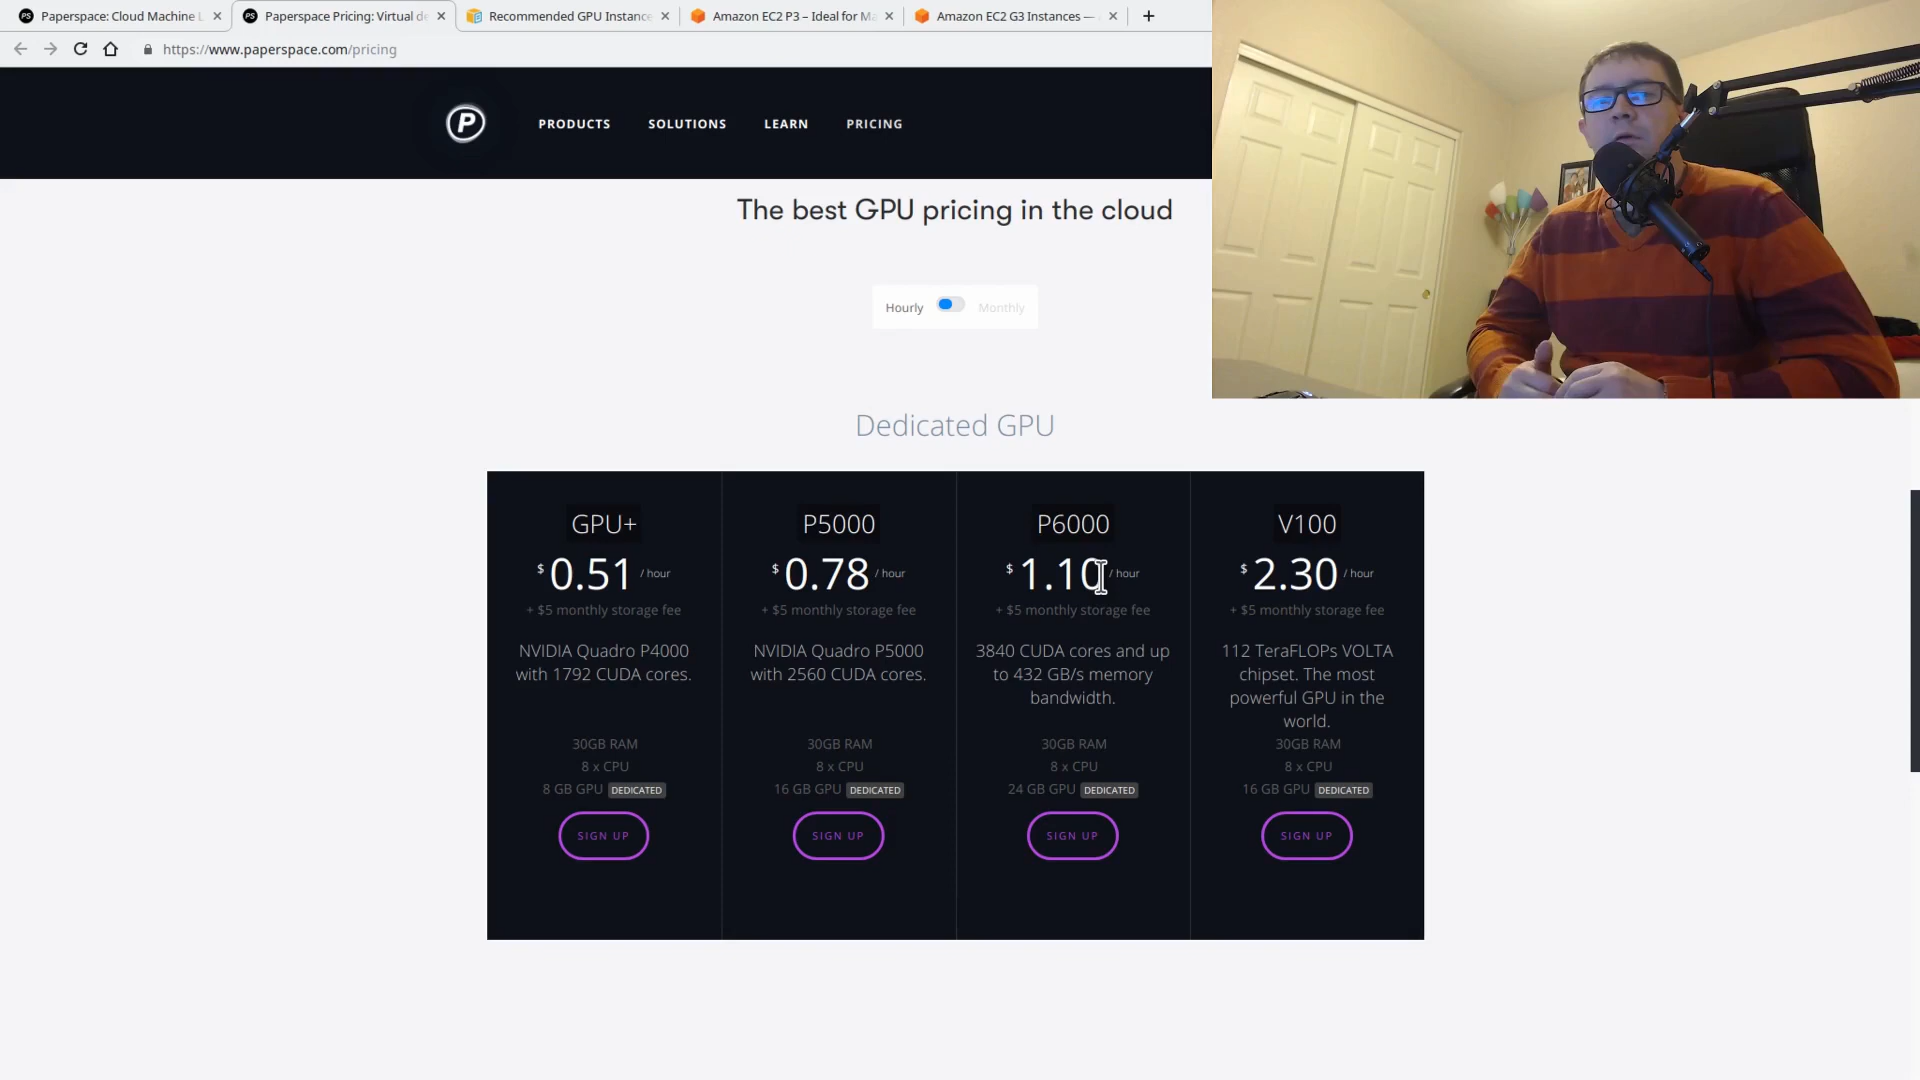 Paperspace: Cloud Machine L
Paperspace Pricing: Virtual de
Recommended GPU Instance
Amazon EC2 P3 – Ideal for Ma
Amazon EC2 G3 Instances —
https://www.paperspace.com/pricing
P
PRODUCTS
SOLUTIONS
LEARN
PRICING
The best GPU pricing in the cloud
Hourly
Monthly
Dedicated GPU
GPU+
$ 0.51 / hour
+ $5 monthly storage fee
NVIDIA Quadro P4000
with 1792 CUDA cores.
30GB RAM
8 x CPU
8 GB GPU DEDICATED
SIGN UP
P5000
$ 0.78 / hour
+ $5 monthly storage fee
NVIDIA Quadro P5000
with 2560 CUDA cores.
30GB RAM
8 x CPU
16 GB GPU DEDICATED
SIGN UP
P6000
$ 1.10 / hour
+ $5 monthly storage fee
3840 CUDA cores and up
to 432 GB/s memory
bandwidth.
30GB RAM
8 x CPU
24 GB GPU DEDICATED
SIGN UP
V100
$ 2.30 / hour
+ $5 monthly storage fee
112 TeraFLOPs VOLTA
chipset. The most
powerful GPU in the
world.
30GB RAM
8 x CPU
16 GB GPU DEDICATED
SIGN UP